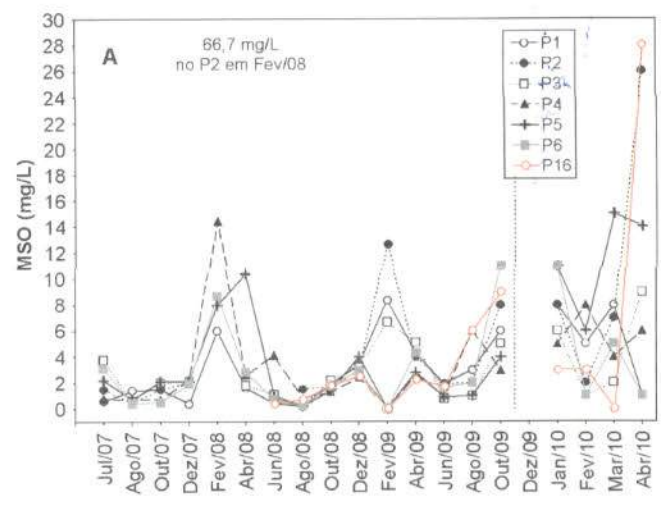 30
28
26
24
22
20
18
16
14
12
10
8
6
4
2
0
MSO (mg/L)
A
66,7 mg/L
no P2 em Fev/08
P1
P2
P3
P4
P5
P6
P16
Jul/07
Ago/07
Out/07
Dez/07
Fev/08
Abr/08
Jun/08
Ago/08
Out/08
Dez/08
Fev/09
Abr/09
Jun/09
Ago/09
Out/09
Dez/09
Jan/10
Fev/10
Mar/10
Abr/10